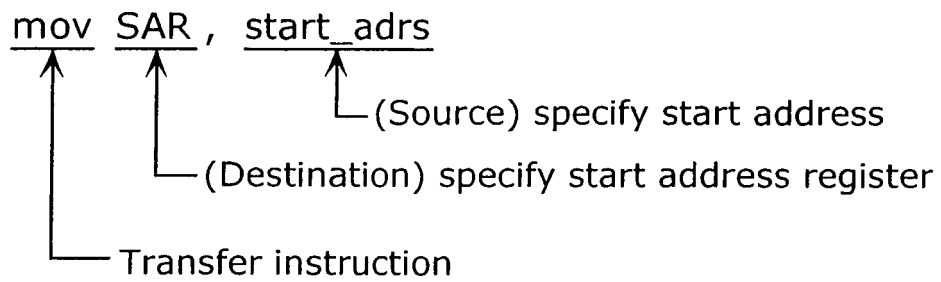 mov SAR, start_adrs
(Source) specify start address
(Destination) specify start address register
Transfer instruction